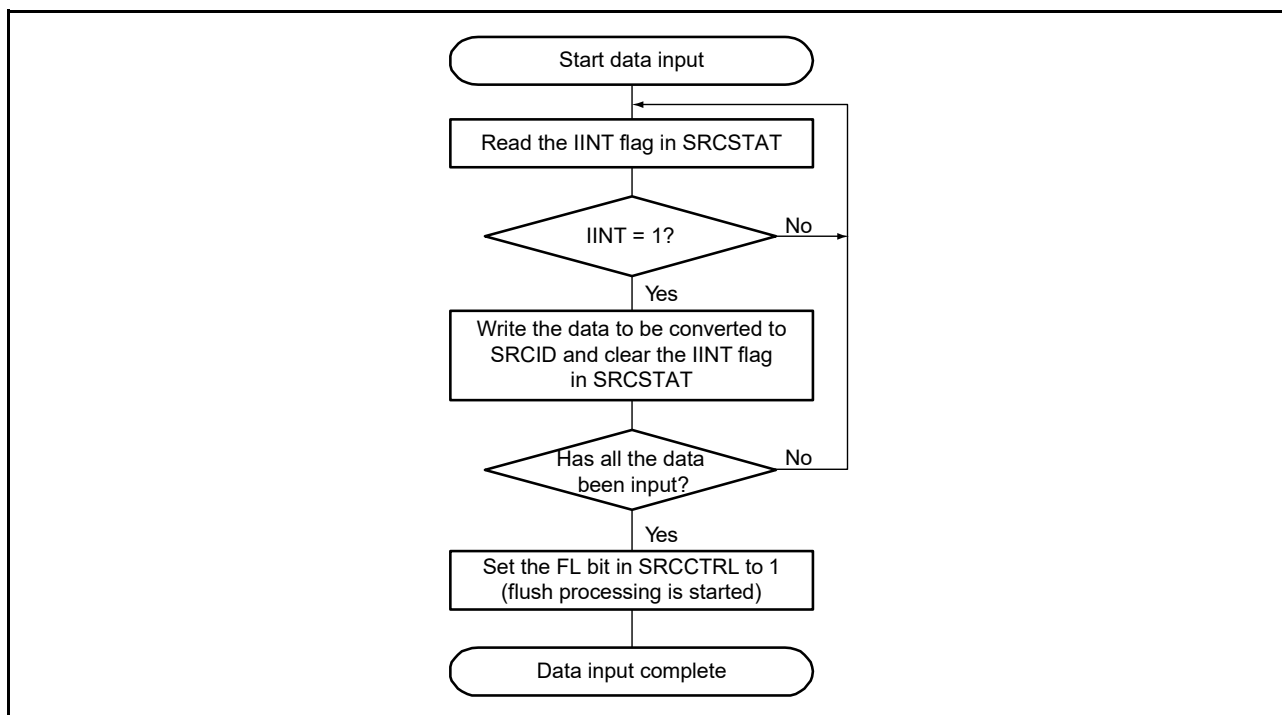 Start data input
Read the IINT flag in SRCSTAT
IINT = 1?
No
Yes
Write the data to be converted to
SRCID and clear the IINT flag
in SRCSTAT
Has all the data
been input?
No
Yes
Set the FL bit in SRCCTRL to 1
(flush processing is started)
Data input complete